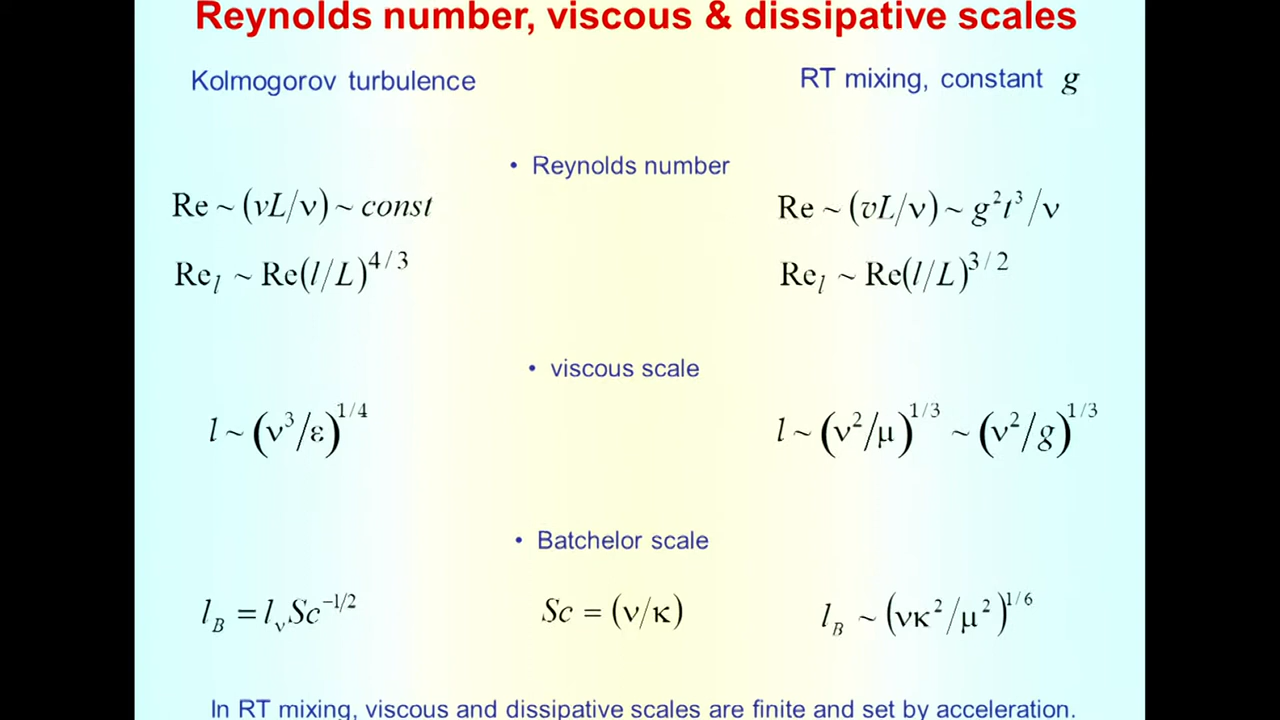 Reynolds number, viscous & dissipative scales
Kolmogorov turbulence
RT mixing, constant g
• Reynolds number
Re ~ (vL/ν) ~ const
Re ~ (vL/ν) ~ g²t³/ν
Re_l ~ Re(l/L)^4/3
Re_l ~ Re(l/L)^3/2
• viscous scale
l ~ (ν³/ε)^1/4
l ~ (ν²/μ)^1/3 ~ (ν²/g)^1/3
• Batchelor scale
l_B = l_ν Sc^−1/2
Sc = (ν/κ)
l_B ~ (νκ²/μ²)^1/6
In RT mixing, viscous and dissipative scales are finite and set by acceleration.